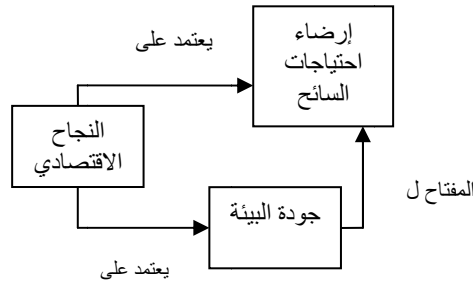 إرضاء
احتياجات
السائح
يعتمد على
النجاح
الاقتصادي
المفتاح ل
جودة البيئة
يعتمد على